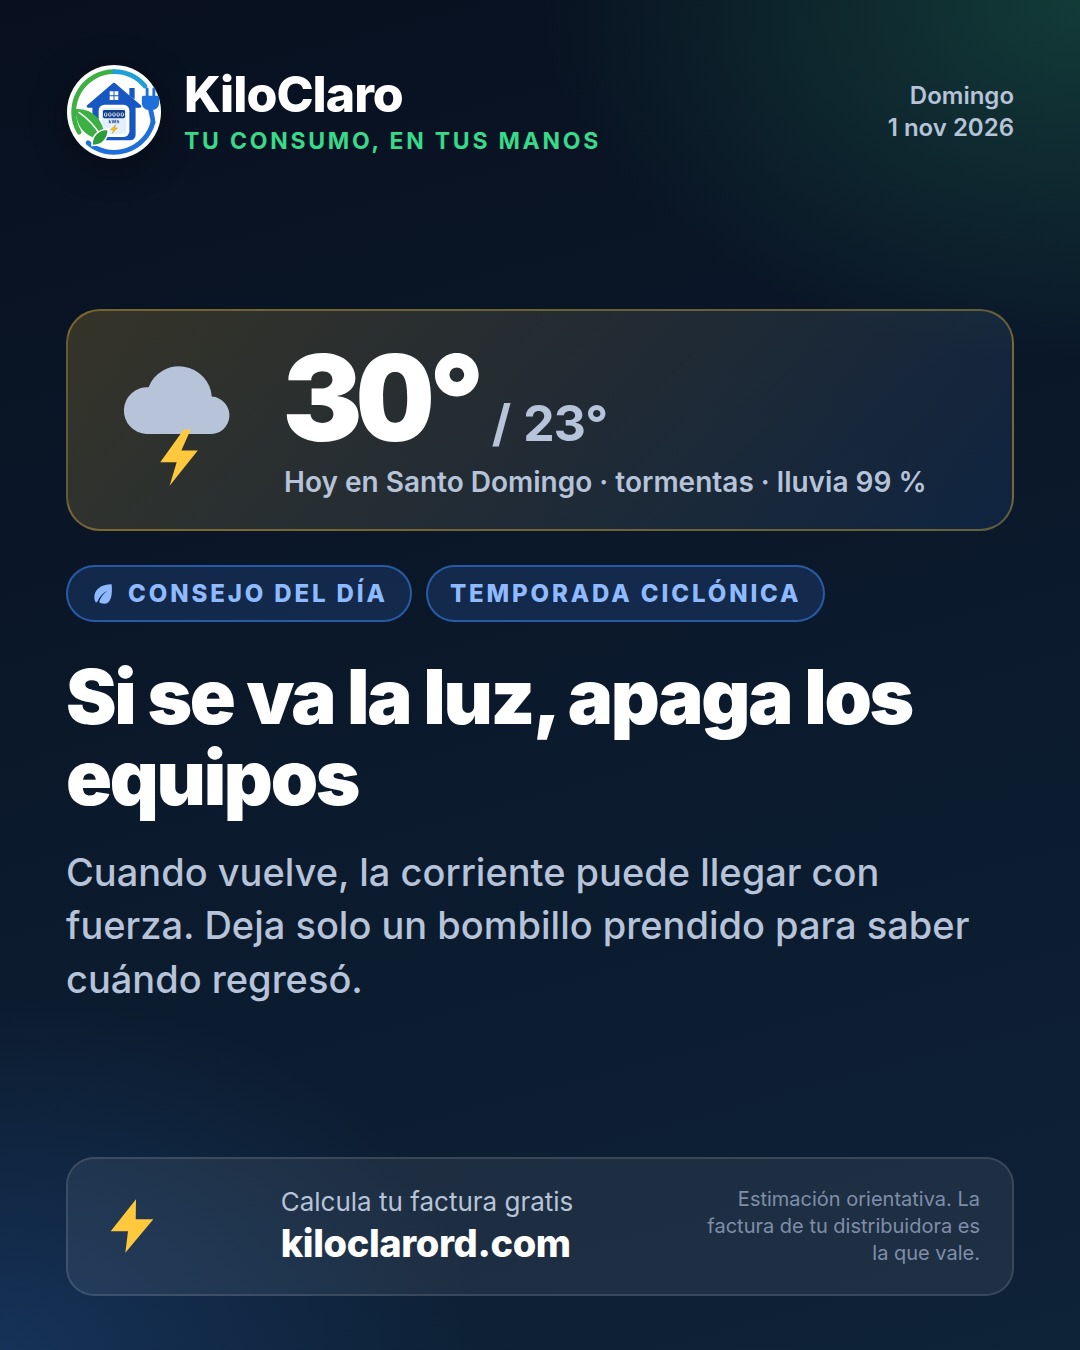 KiloClaro
TU CONSUMO, EN TUS MANOS
Domingo
1 nov 2026
30° / 23°
Hoy en Santo Domingo · tormentas · lluvia 99 %
CONSEJO DEL DÍA
TEMPORADA CICLÓNICA
Si se va la luz, apaga los
equipos
Cuando vuelve, la corriente puede llegar con
fuerza. Deja solo un bombillo prendido para saber
cuándo regresó.
Calcula tu factura gratis
kiloclarord.com
Estimación orientativa. La
factura de tu distribuidora es
la que vale.